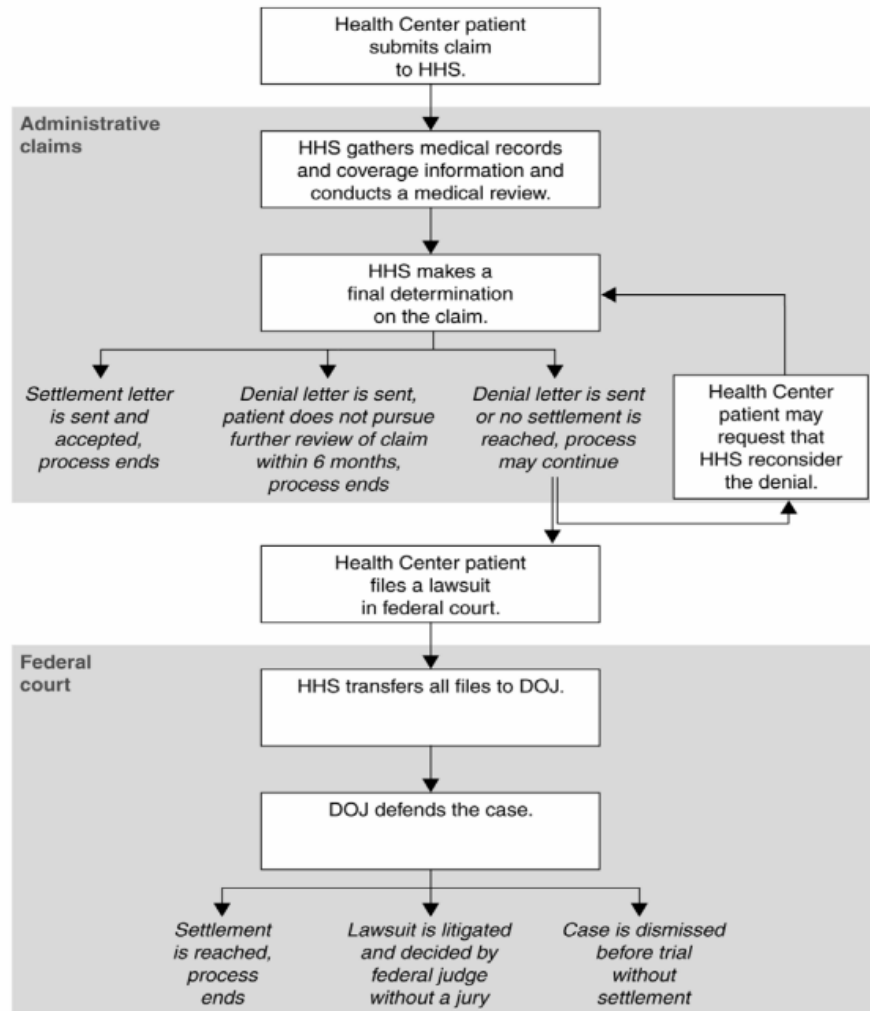 Health Center patient
submits claim
to HHS.
Administrative
claims
HHS gathers medical records
and coverage information and
conducts a medical review.
HHS makes a
final determination
on the claim.
Settlement letter
is sent and
accepted,
process ends
Denial letter is sent,
patient does not pursue
further review of claim
within 6 months,
process ends
Denial letter is sent
or no settlement is
reached, process
may continue
Health Center
patient may
request that
HHS reconsider
the denial.
Health Center patient
files a lawsuit
in federal court.
Federal
court
HHS transfers all files to DOJ.
DOJ defends the case.
Settlement
is reached,
process
ends
Lawsuit is litigated
and decided by
federal judge
without a jury
Case is dismissed
before trial
without
settlement